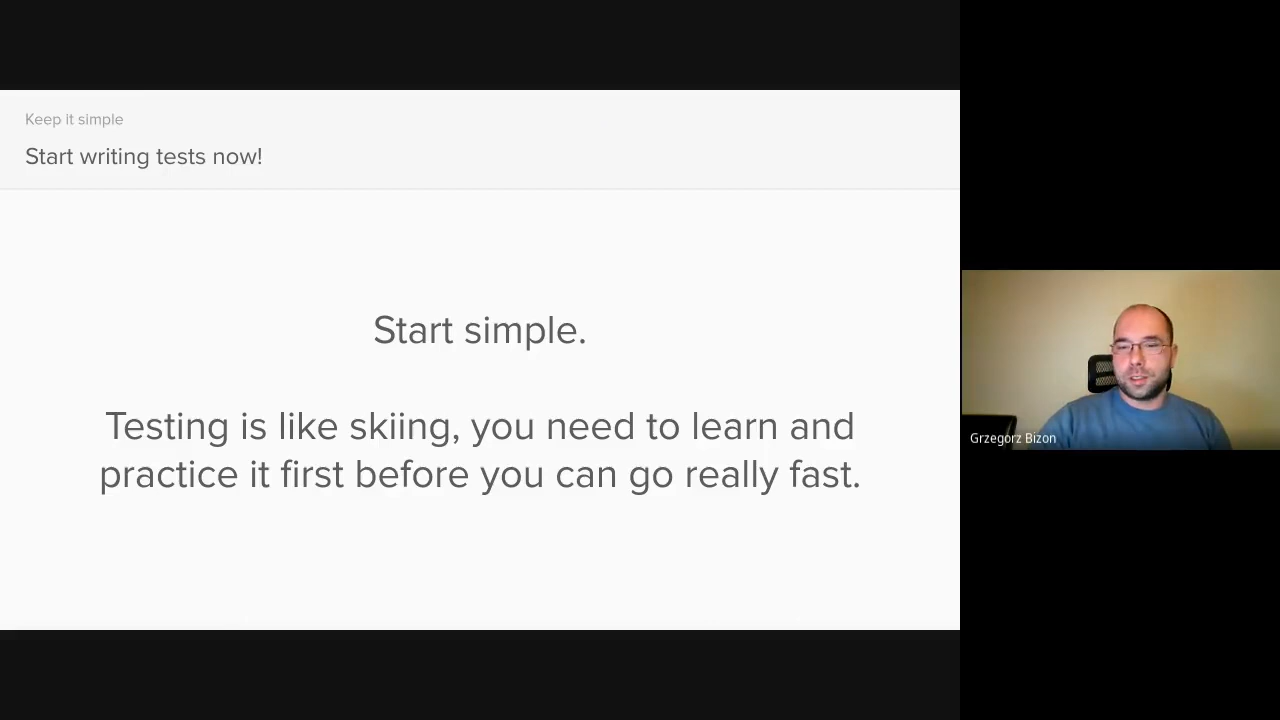 Keep it simple
Start writing tests now!
Start simple.
Testing is like skiing, you need to learn and
practice it first before you can go really fast.
Grzegorz Bizon